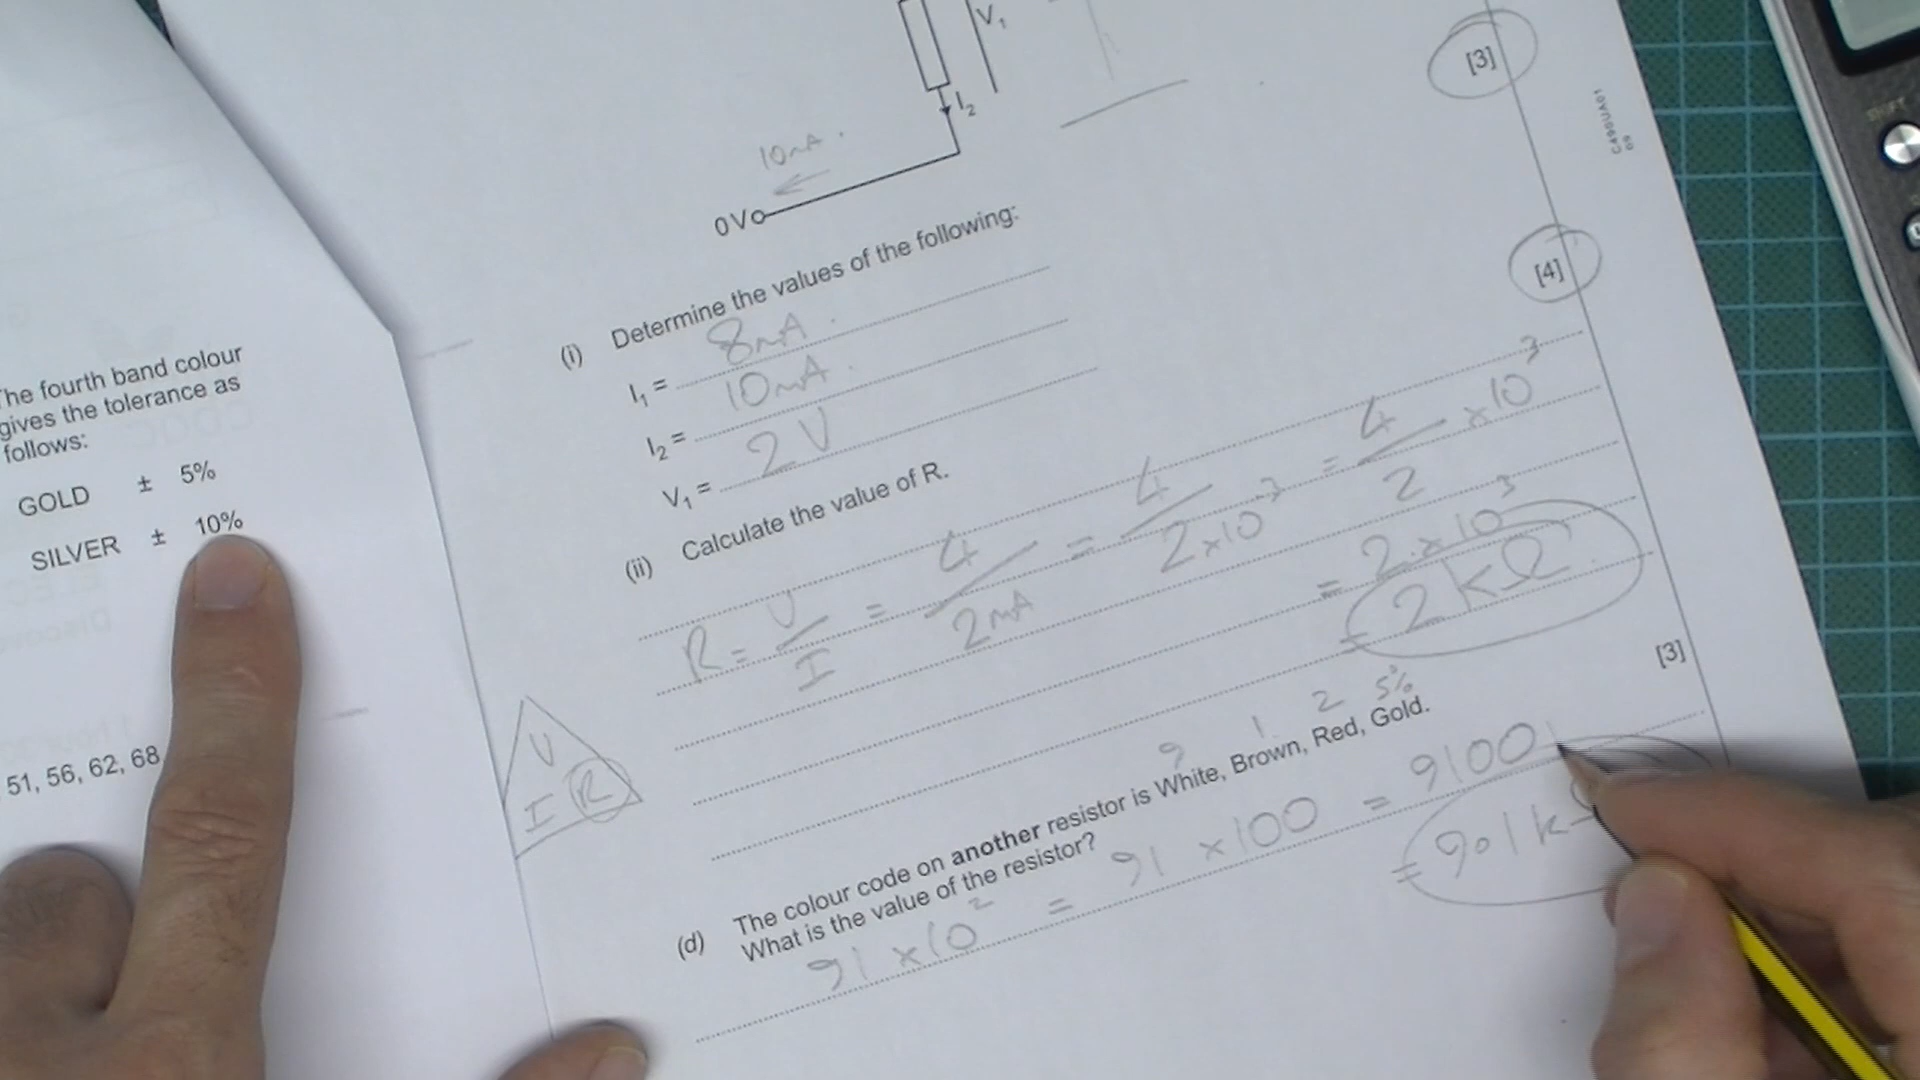 The fourth band colour
gives the tolerance as
follows:
GOLD ± 5%
SILVER ± 10%
51, 56, 62, 68
V₁
I₂
[3]
C490UA01
09
10mA
0V
(i) Determine the values of the following:
I₁ = 8mA
I₂ = 10mA
V₁ = 2V
[4]
(ii) Calculate the value of R.
R = V/I = 4/2mA = 4/2×10⁻³ = 4/2 ×10³
= 2×10³
= 2kΩ
[3]
V
I R
9 1 2 5%
(d) The colour code on another resistor is White, Brown, Red, Gold.
What is the value of the resistor?
91 ×10² = 91 ×100 = 9100
= 9.1k